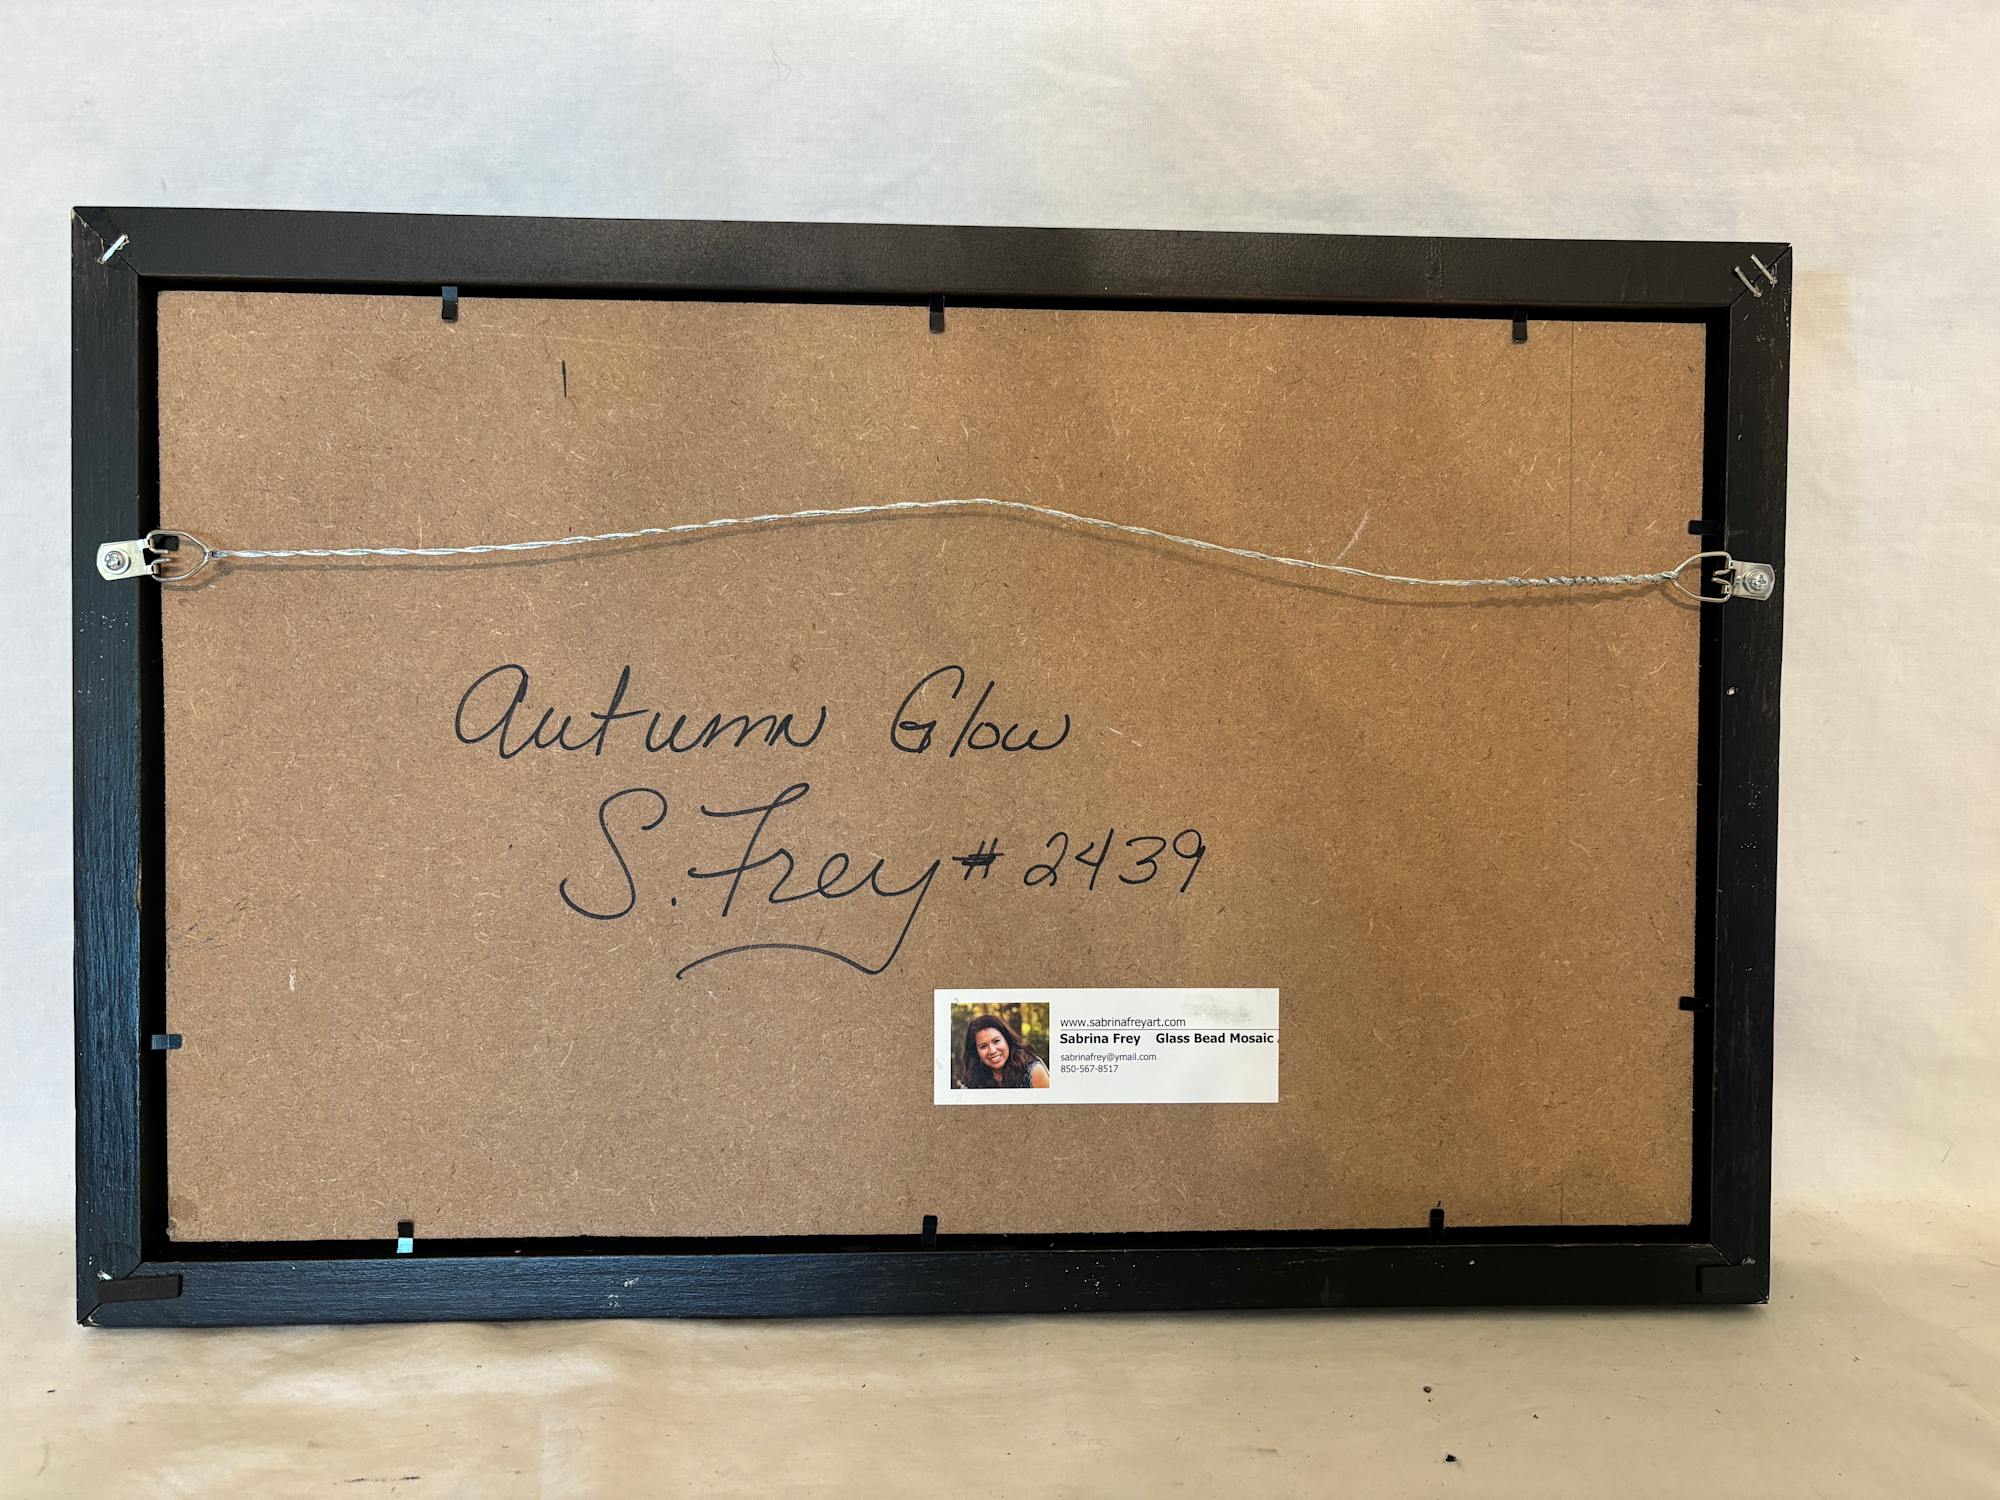 Autumn Glow
S. Frey # 2439
www.sabrinafreyart.com
Sabrina Frey Glass Bead Mosaic
sabrinafrey@ymail.com
850-567-8517